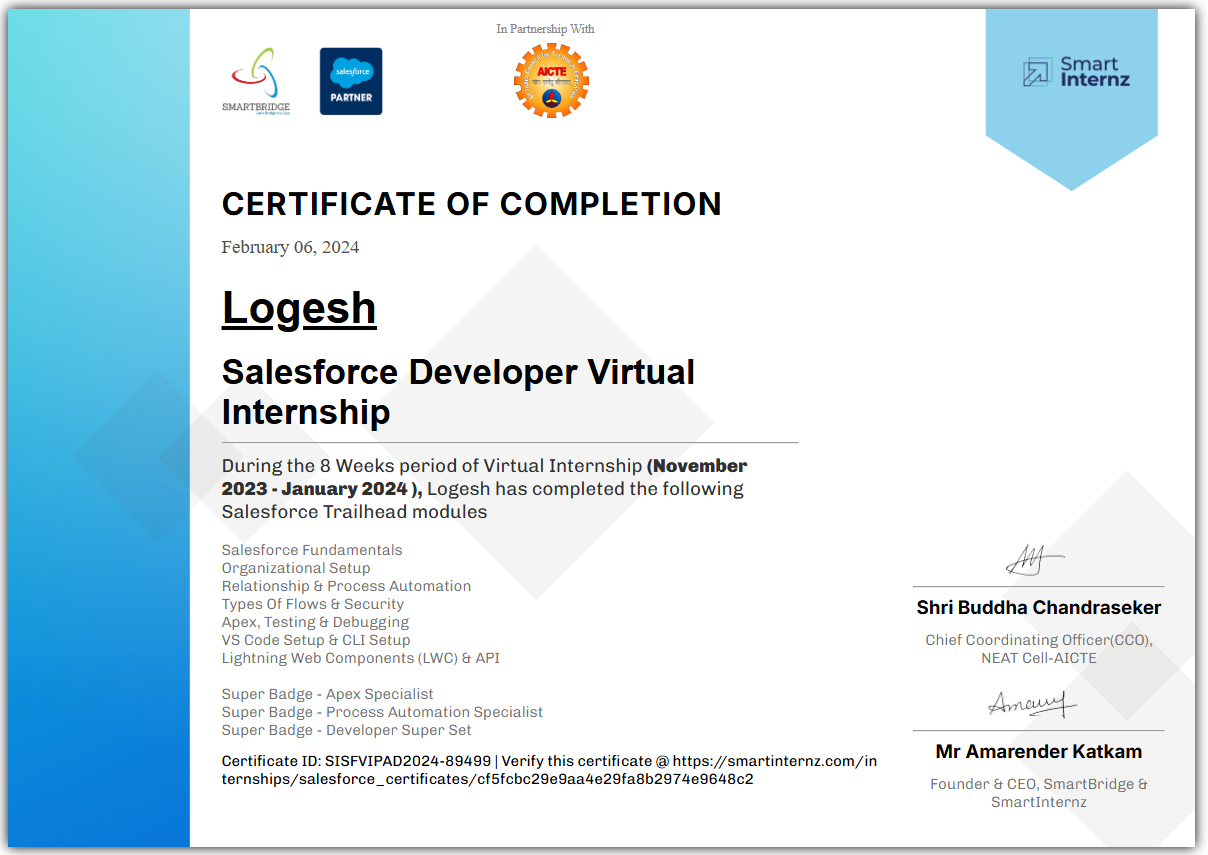 In Partnership With
SMARTBRIDGE
Let's Bridge the Gap
salesforce
PARTNER
AICTE
Smart
Internz
CERTIFICATE OF COMPLETION
February 06, 2024
Logesh
Salesforce Developer Virtual
Internship
During the 8 Weeks period of Virtual Internship (November
2023 - January 2024 ), Logesh has completed the following
Salesforce Trailhead modules
Salesforce Fundamentals
Organizational Setup
Relationship & Process Automation
Types Of Flows & Security
Apex, Testing & Debugging
VS Code Setup & CLI Setup
Lightning Web Components (LWC) & API
Super Badge - Apex Specialist
Super Badge - Process Automation Specialist
Super Badge - Developer Super Set
Certificate ID: SISFVIPAD2024-89499 | Verify this certificate @ https://smartinternz.com/in
ternships/salesforce_certificates/cf5fcbc29e9aa4e29fa8b2974e9648c2
Shri Buddha Chandraseker
Chief Coordinating Officer(CCO),
NEAT Cell-AICTE
Mr Amarender Katkam
Founder & CEO, SmartBridge &
SmartInternz